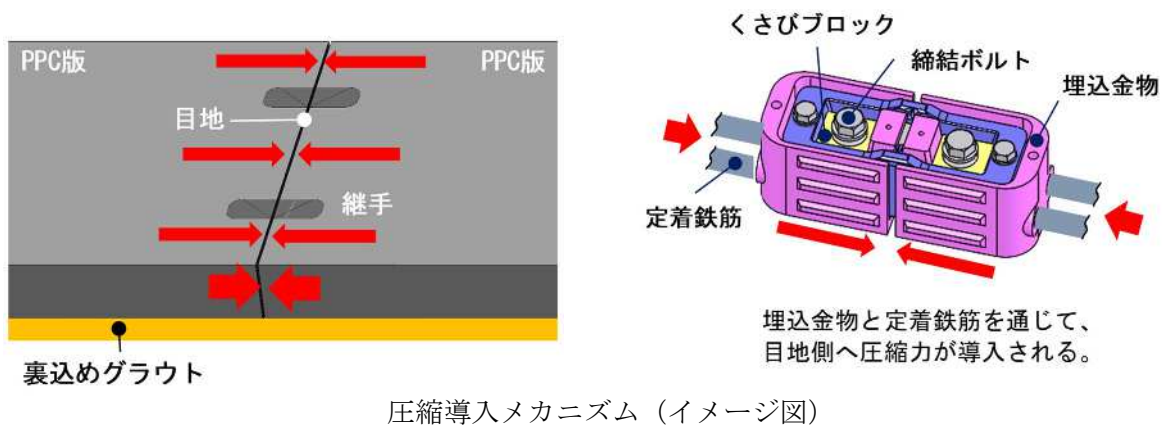 PPC版
PPC版
目地
継手
裏込めグラウト
くさびブロック
締結ボルト
埋込金物
定着鉄筋
埋込金物と定着鉄筋を通じて、
目地側へ圧縮力が導入される。
圧縮導入メカニズム（イメージ図）